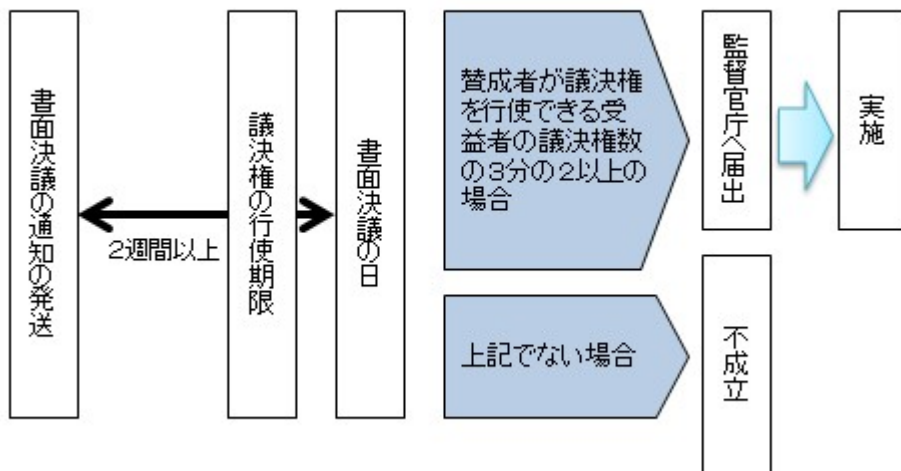 書面決議の通知の発送
2週間以上
議決権の行使期限
書面決議の日
賛成者が議決権
を行使できる受
益者の議決権数
の3分の2以上の
場合
監督官庁へ届出
実施
上記でない場合
不成立